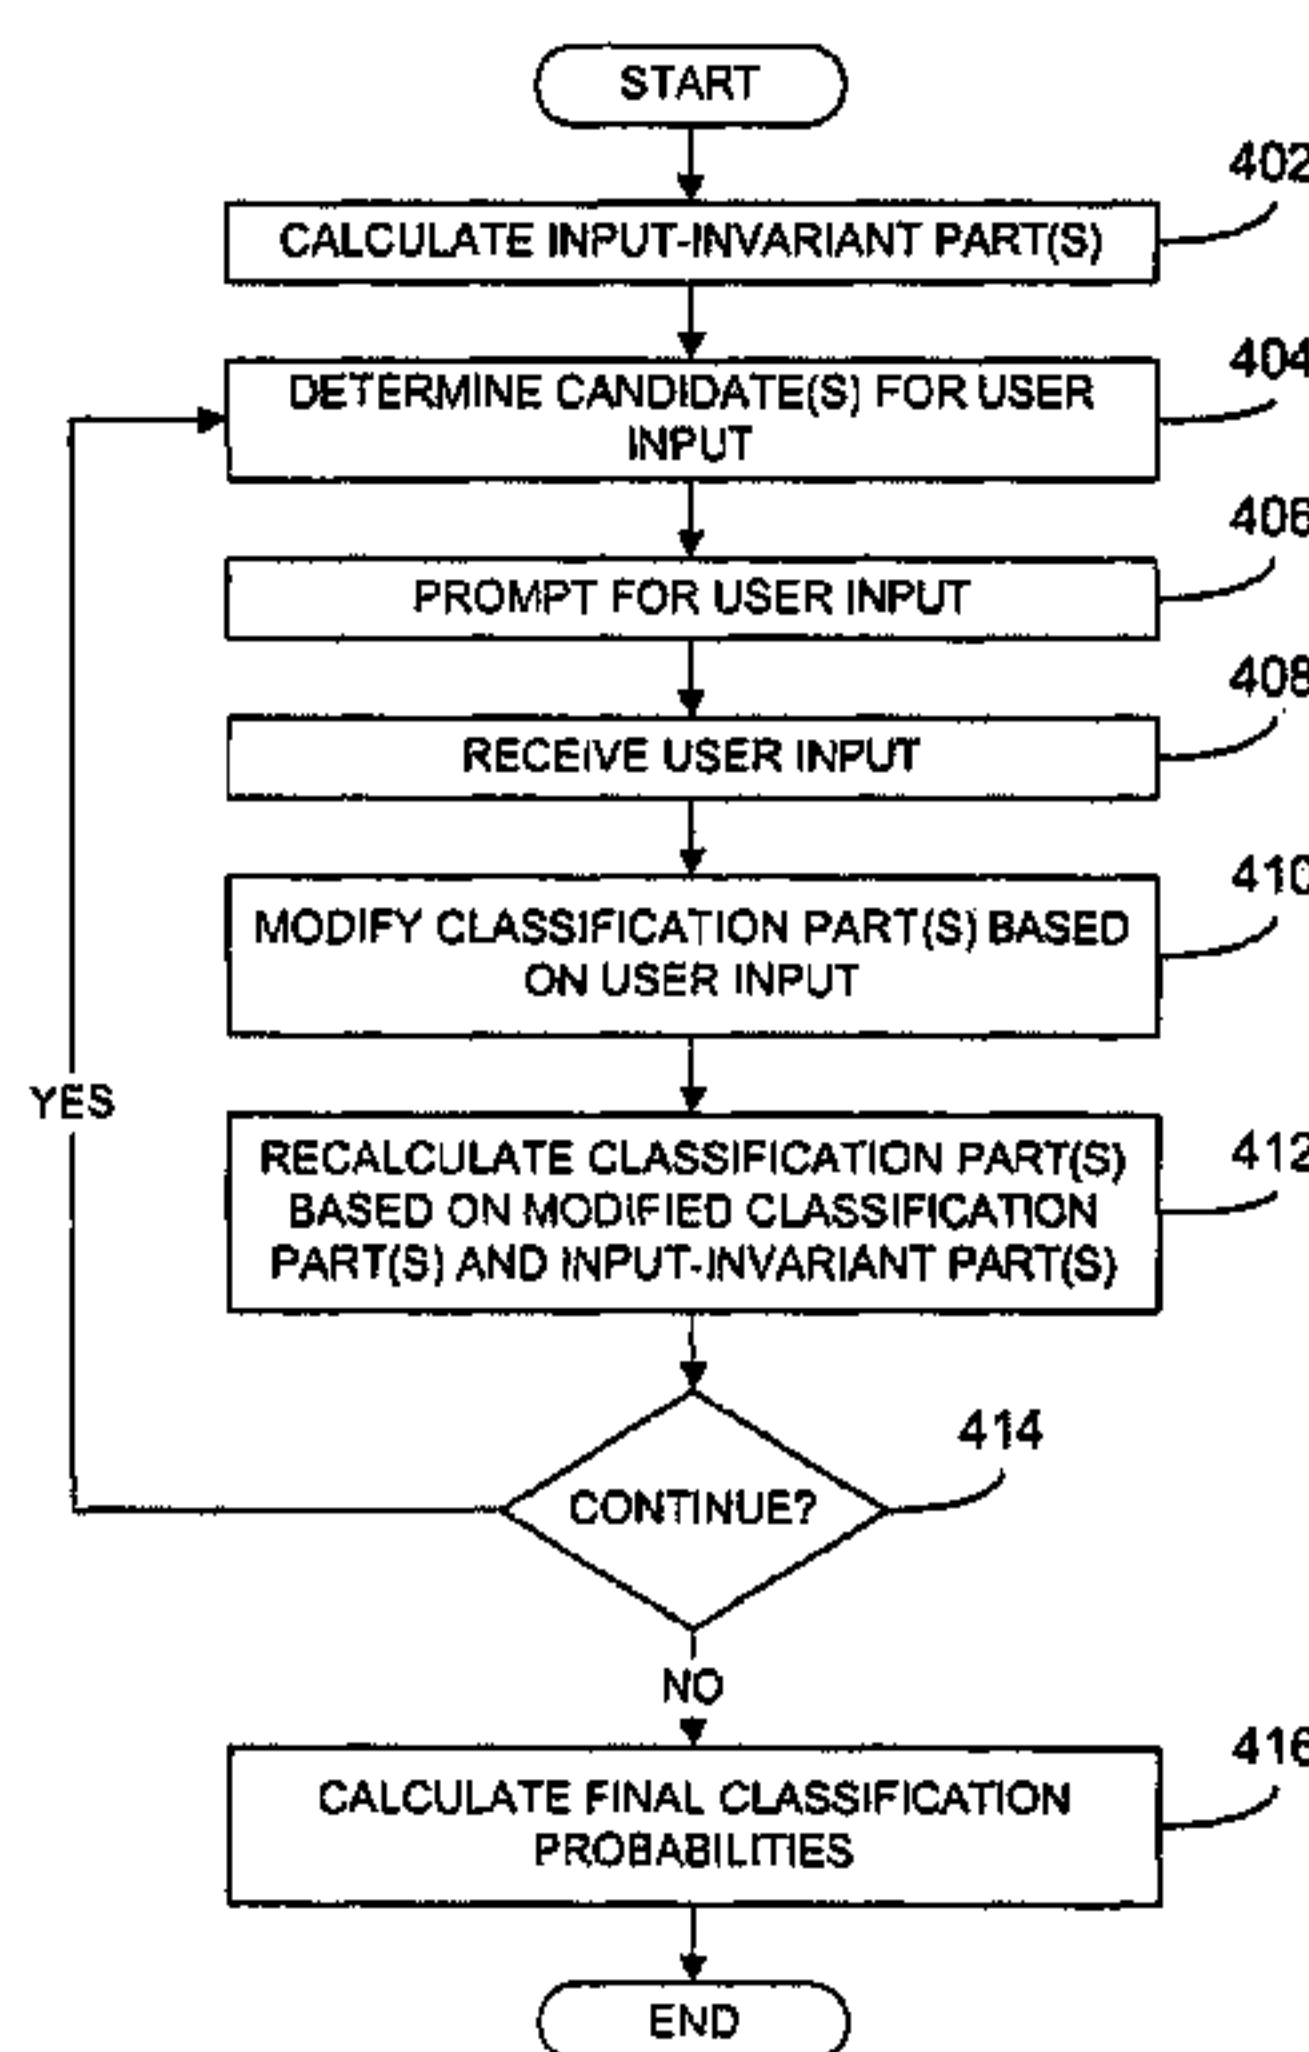 START
402
CALCULATE INPUT-INVARIANT PART(S)
404
DETERMINE CANDIDATE(S) FOR USER
INPUT
406
PROMPT FOR USER INPUT
408
RECEIVE USER INPUT
410
MODIFY CLASSIFICATION PART(S) BASED
ON USER INPUT
YES
412
RECALCULATE CLASSIFICATION PART(S)
BASED ON MODIFIED CLASSIFICATION
PART(S) AND INPUT-INVARIANT PART(S)
414
CONTINUE?
NO
416
CALCULATE FINAL CLASSIFICATION
PROBABILITIES
END